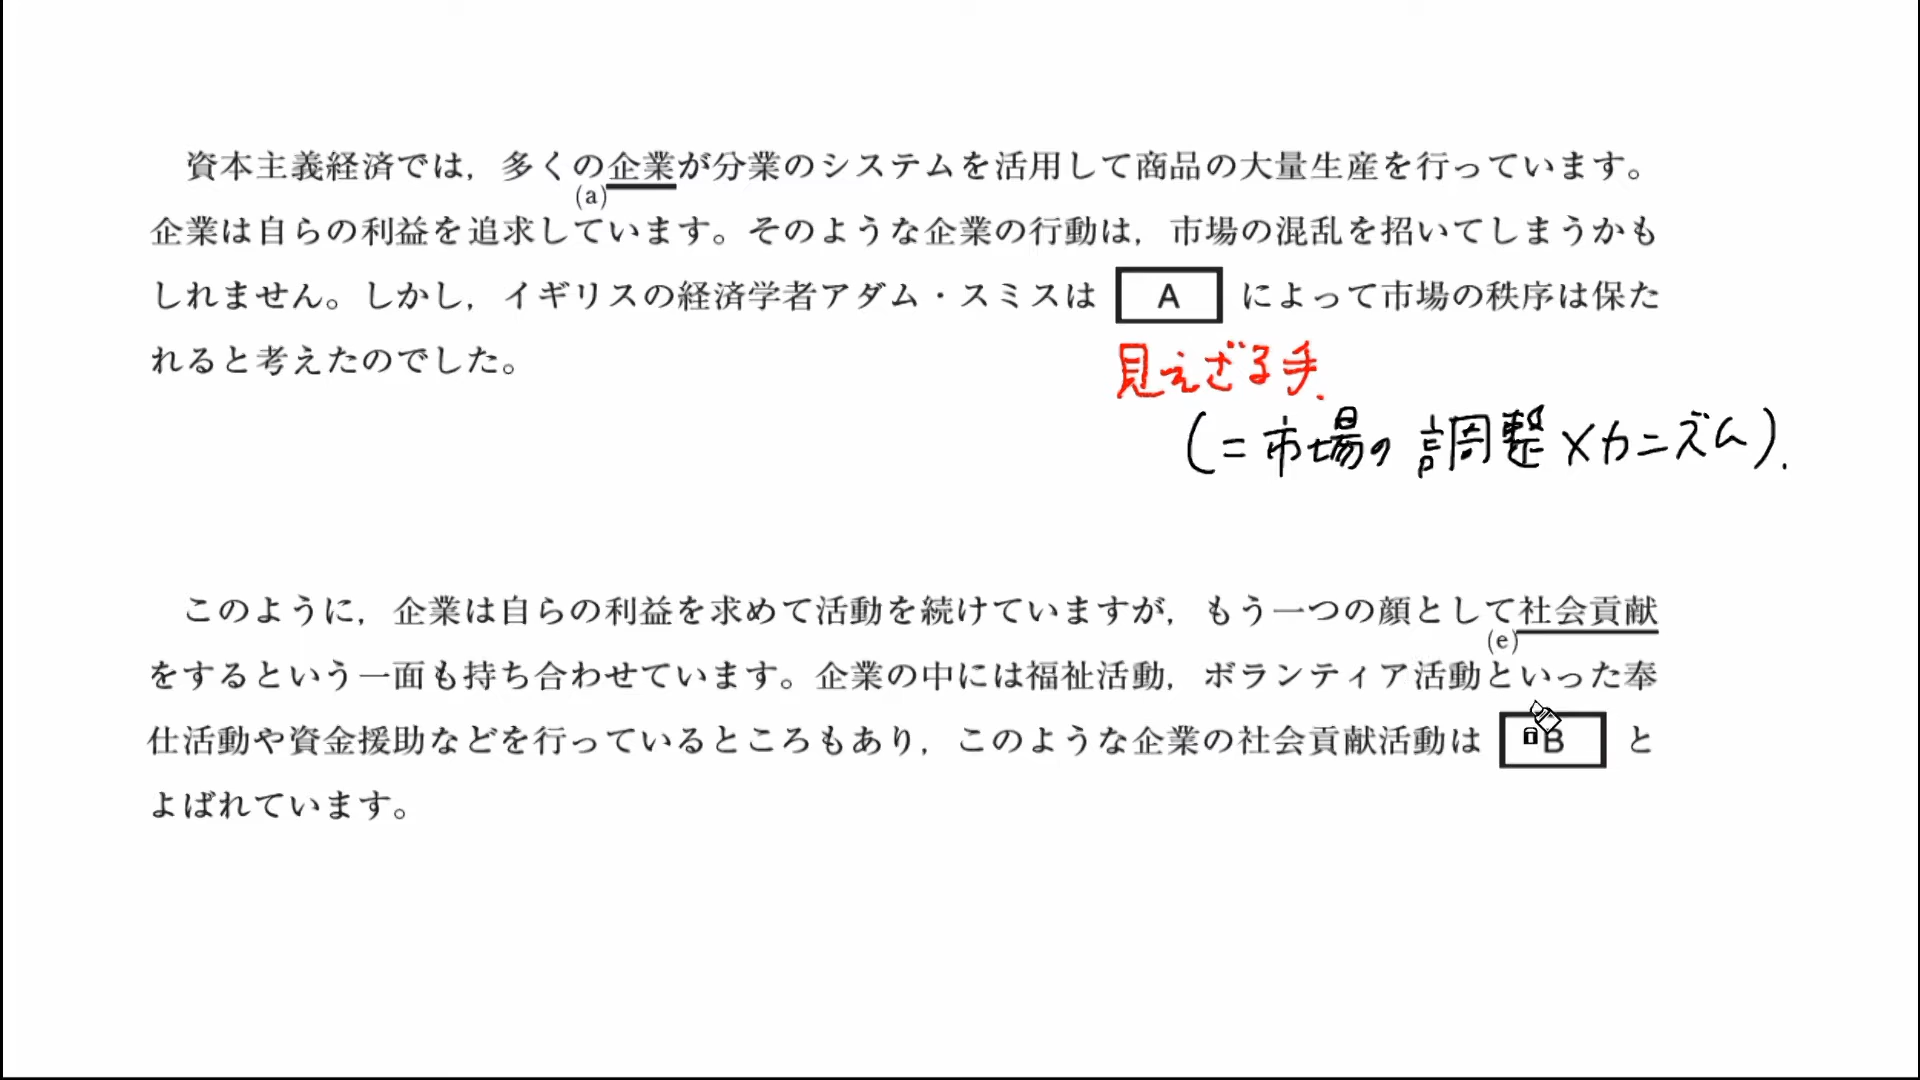 資本主義経済では，多くの企業が分業のシステムを活用して商品の大量生産を行っています。
(a)
企業は自らの利益を追求しています。そのような企業の行動は，市場の混乱を招いてしまうかも
しれません。しかし，イギリスの経済学者アダム・スミスは A によって市場の秩序は保た
れると考えたのでした。
見えざる手.
(=市場の調整メカニズム).
このように，企業は自らの利益を求めて活動を続けていますが，もう一つの顔として社会貢献
(e)
をするという一面も持ち合わせています。企業の中には福祉活動，ボランティア活動といった奉
仕活動や資金援助などを行っているところもあり，このような企業の社会貢献活動は B と
よばれています。